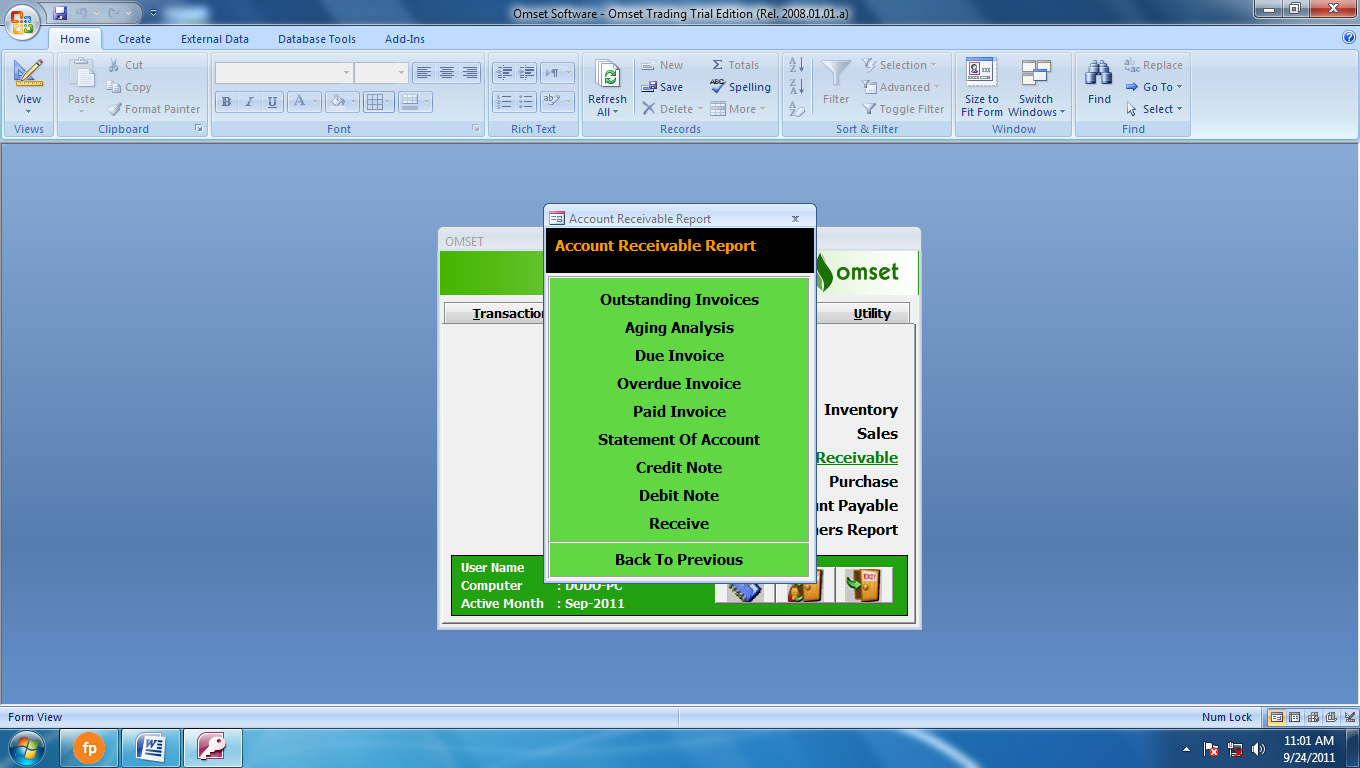 Omset Software - Omset Trading Trial Edition (Rel. 2008.01.01.a)
Home Create External Data Database Tools Add-Ins
View
Views
Paste
Cut
Copy
Format Painter
Clipboard
B I U A
Font
Rich Text
Refresh All
New
Save
Delete
Totals
Spelling
More
Records
Filter
Selection
Advanced
Toggle Filter
Sort & Filter
Size to Fit Form
Switch Windows
Window
Find
Replace
Go To
Select
Find
OMSET
omset
Transaction
Utility
Account Receivable Report
Account Receivable Report
Outstanding Invoices
Aging Analysis
Due Invoice
Overdue Invoice
Paid Invoice
Statement Of Account
Credit Note
Debit Note
Receive
Back To Previous
Inventory
Sales
Receivable
Purchase
nt Payable
ers Report
User Name
Computer : DODO-PC
Active Month : Sep-2011
EXIT
Form View
Num Lock
fp
W
11:01 AM
9/24/2011